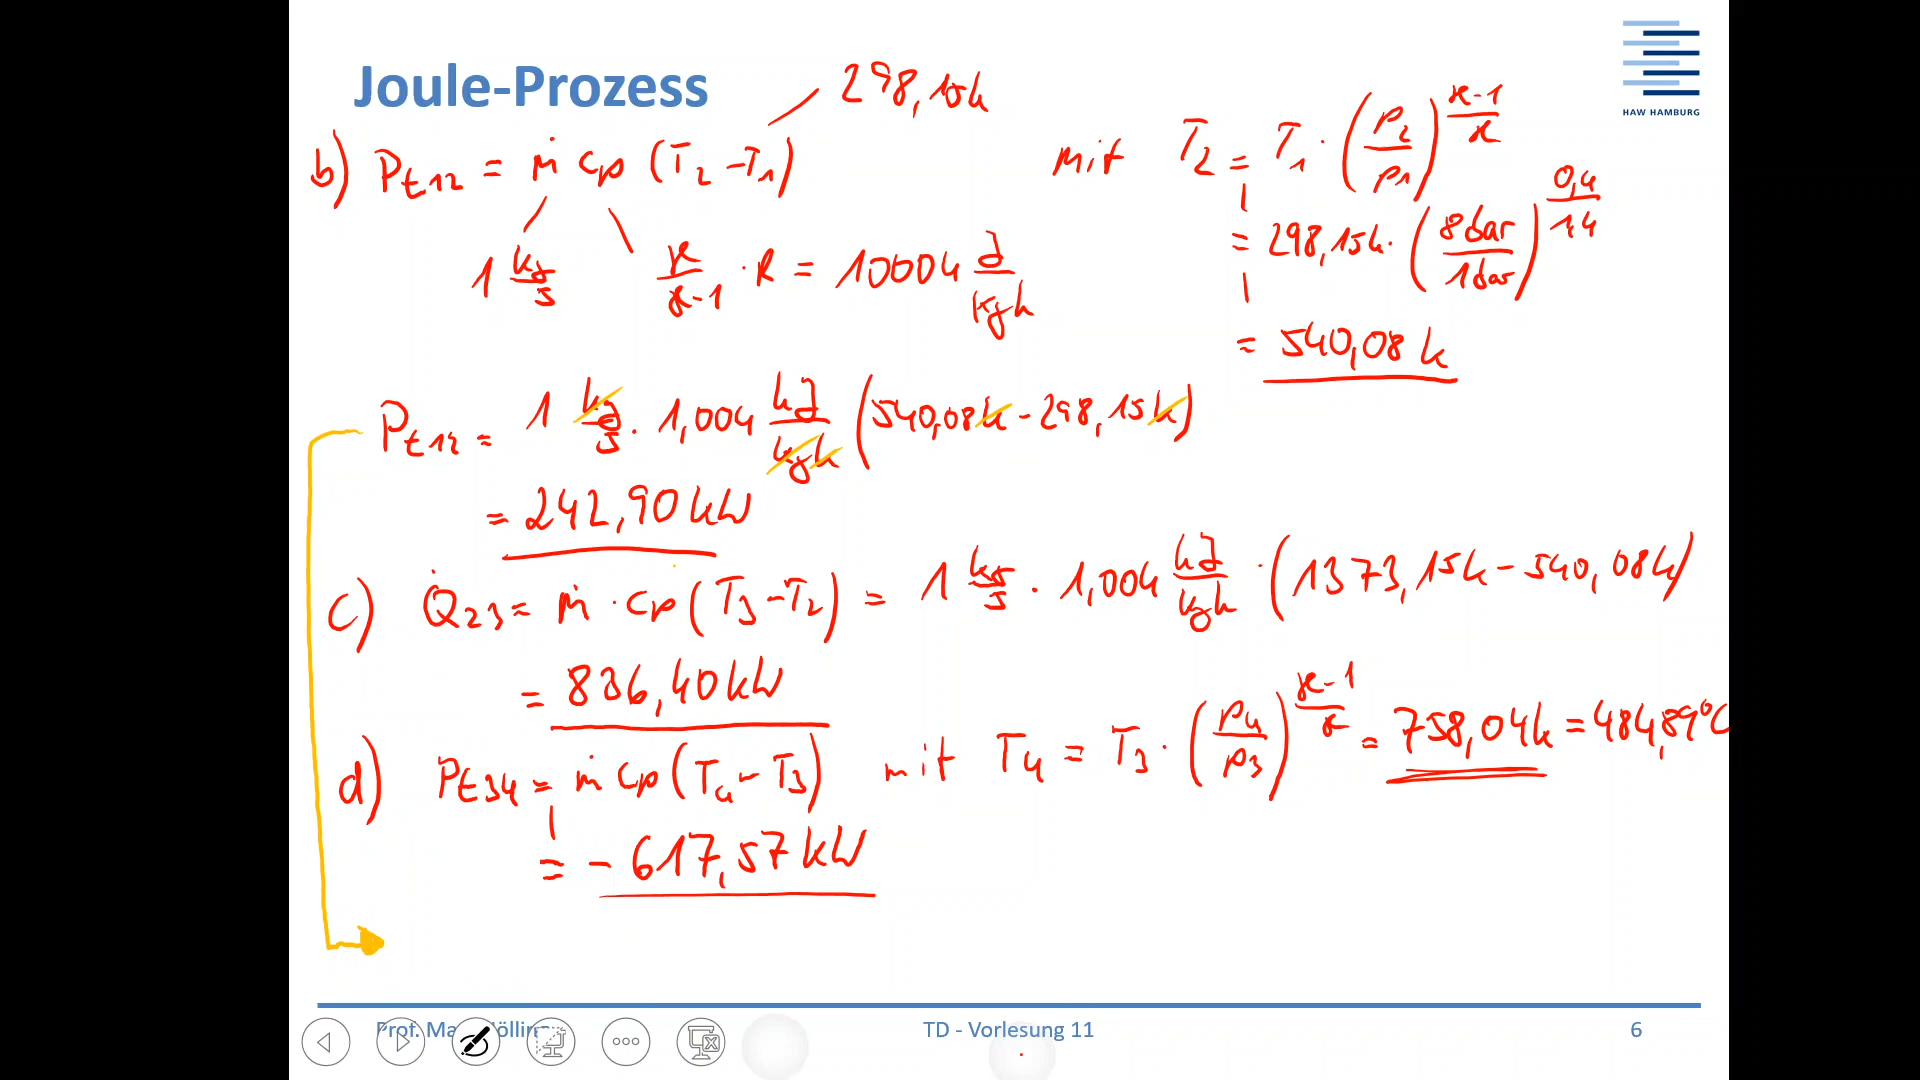 Joule-Prozess
298,15k
HAW HAMBURG
b) Pt12 = ṁ cp (T2 - T1)
mit T2 = T1 · (p2/p1)^(κ-1/κ)
1 kg/s
κ/κ-1 · R = 10004 J/kgk
= 298,15k · (8bar/1bar)^(0,4/1,4)
= 540,08 k
Pt12 = 1 kg/s · 1,004 kJ/kgk (540,08k - 298,15k)
= 242,90 kW
c) Q̇23 = ṁ · cp (T3 - T2) = 1 kg/s · 1,004 kJ/kgk · (1373,15k - 540,08k)
= 836,40 kW
d) Pt34 = ṁ cp (T4 - T3) mit T4 = T3 · (p4/p3)^(κ-1/κ) = 758,04k = 484,89°C
= - 617,57 kW
Prof. Ma
TD - Vorlesung 11
6